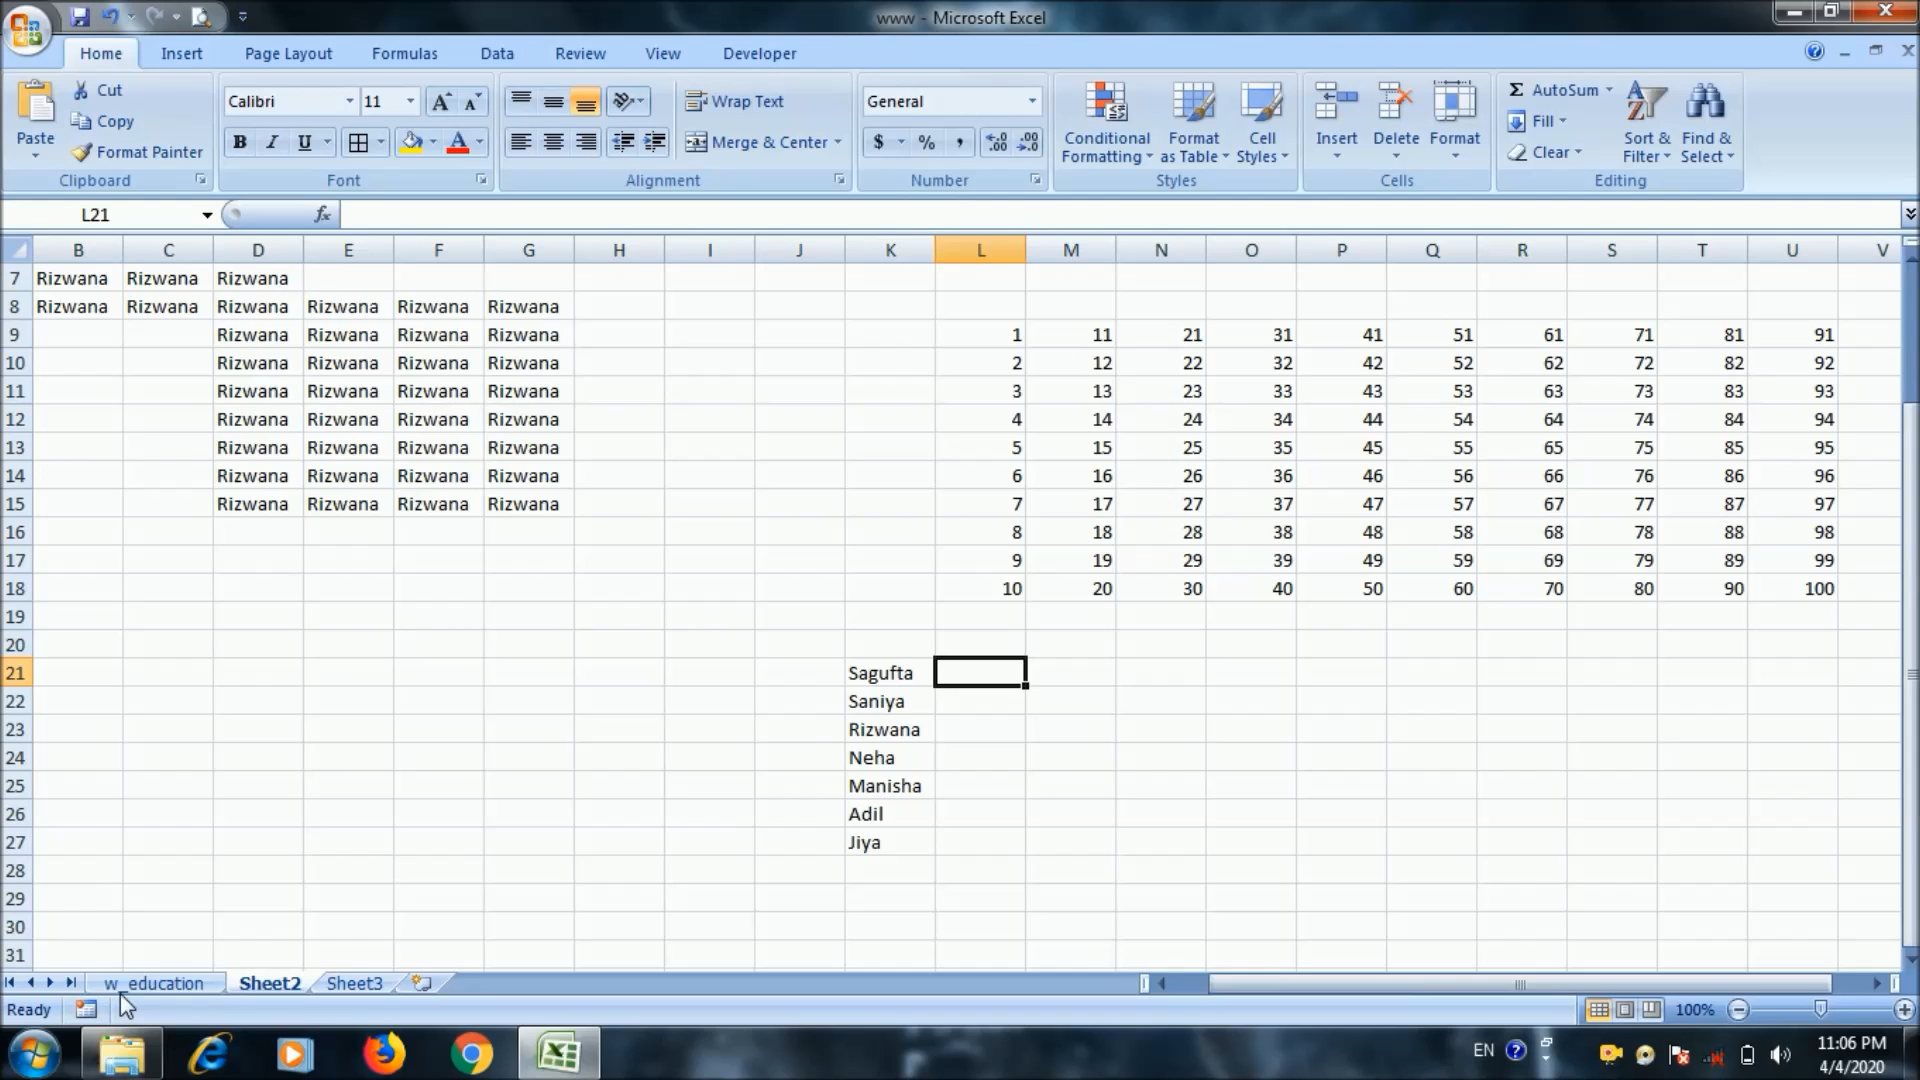 www - Microsoft Excel
Home Insert Page Layout Formulas Data Review View Developer
Paste
Cut
Copy
Format Painter
Clipboard
Calibri 11 A A
B I U A
Font
Wrap Text
Merge & Center
Alignment
General
$ % , .0 .00 .00 .0
Number
Conditional Formatting
Format as Table
Cell Styles
Styles
Insert Delete Format
Cells
Σ AutoSum
Fill
Clear
Sort & Filter
Find & Select
Editing
L21 fx
B C D E F G H I J K L M N O P Q R S T U V
7 Rizwana Rizwana Rizwana
8 Rizwana Rizwana Rizwana Rizwana Rizwana Rizwana
9 Rizwana Rizwana Rizwana Rizwana 1 11 21 31 41 51 61 71 81 91
10 Rizwana Rizwana Rizwana Rizwana 2 12 22 32 42 52 62 72 82 92
11 Rizwana Rizwana Rizwana Rizwana 3 13 23 33 43 53 63 73 83 93
12 Rizwana Rizwana Rizwana Rizwana 4 14 24 34 44 54 64 74 84 94
13 Rizwana Rizwana Rizwana Rizwana 5 15 25 35 45 55 65 75 85 95
14 Rizwana Rizwana Rizwana Rizwana 6 16 26 36 46 56 66 76 86 96
15 Rizwana Rizwana Rizwana Rizwana 7 17 27 37 47 57 67 77 87 97
16 8 18 28 38 48 58 68 78 88 98
17 9 19 29 39 49 59 69 79 89 99
18 10 20 30 40 50 60 70 80 90 100
19
20
21 Sagufta
22 Saniya
23 Rizwana
24 Neha
25 Manisha
26 Adil
27 Jiya
28
29
30
31
w_education Sheet2 Sheet3
Ready 100%
EN 11:06 PM
4/4/2020